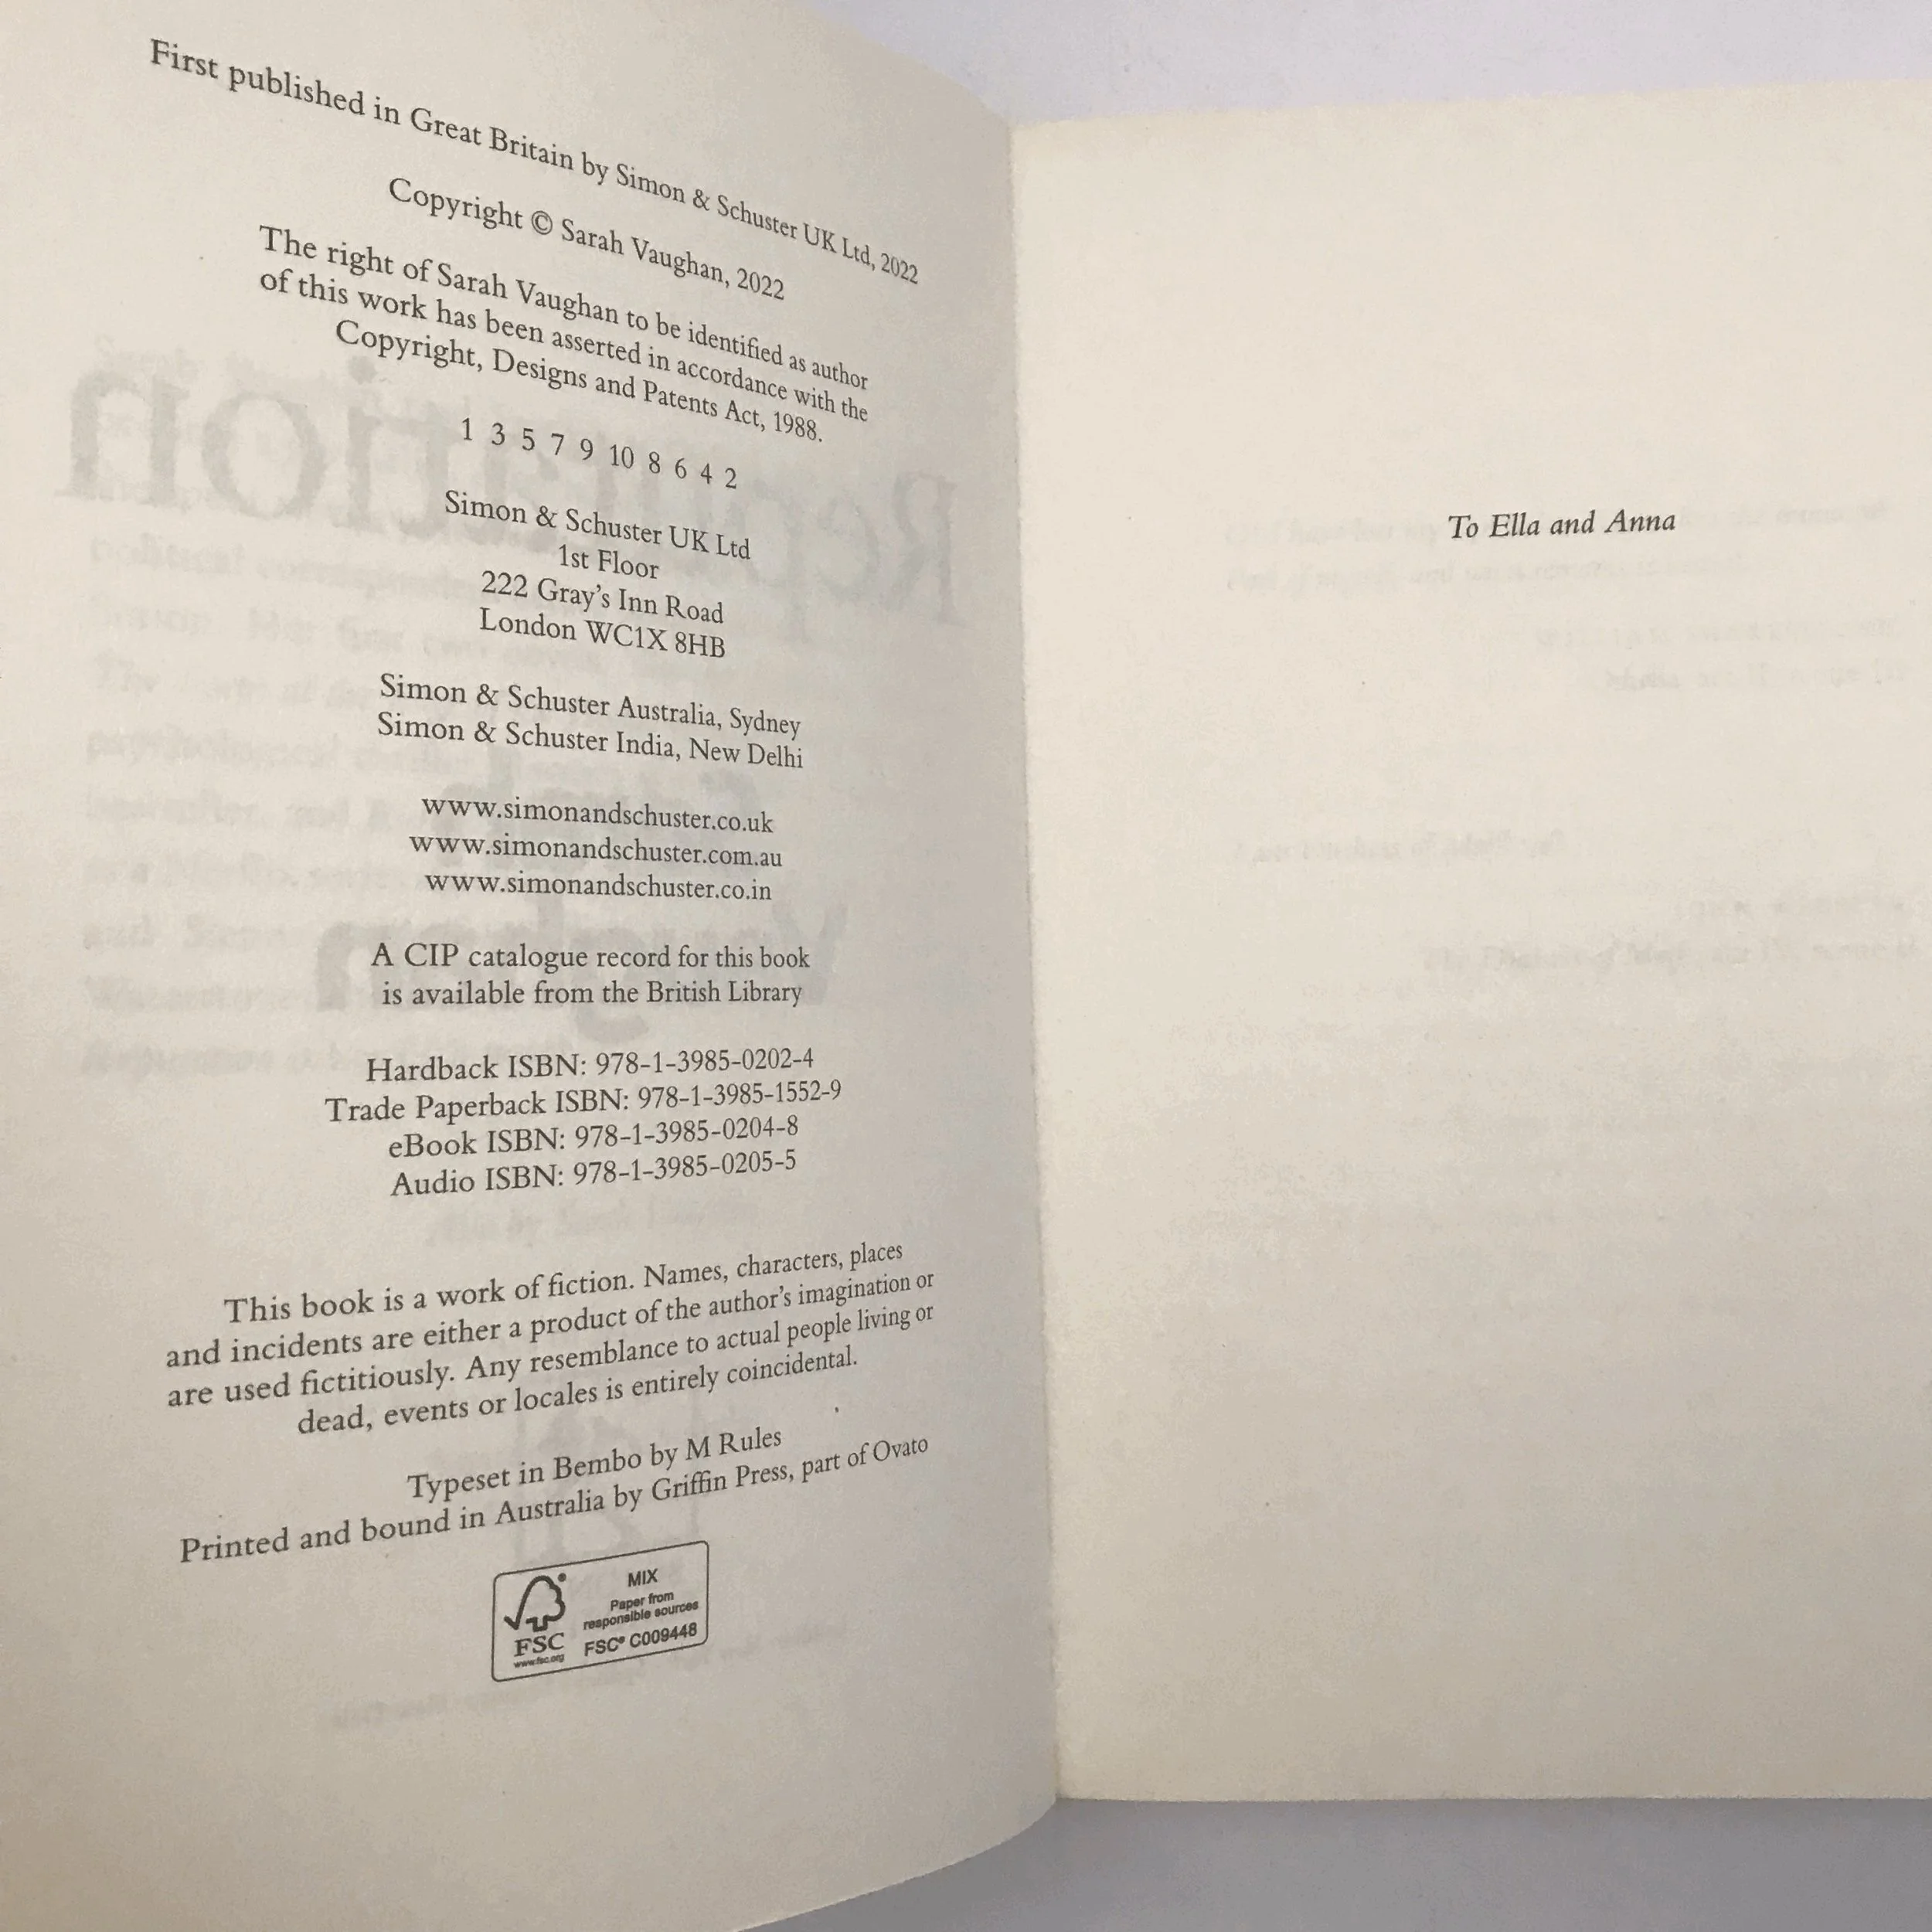 First published in Great Britain by Simon & Schuster UK Ltd, 2022
Copyright © Sarah Vaughan, 2022
The right of Sarah Vaughan to be identified as author
of this work has been asserted in accordance with the
Copyright, Designs and Patents Act, 1988.
1 3 5 7 9 10 8 6 4 2
Simon & Schuster UK Ltd
1st Floor
222 Gray's Inn Road
London WC1X 8HB
Simon & Schuster Australia, Sydney
Simon & Schuster India, New Delhi
www.simonandschuster.co.uk
www.simonandschuster.com.au
www.simonandschuster.co.in
A CIP catalogue record for this book
is available from the British Library
Hardback ISBN: 978-1-3985-0202-4
Trade Paperback ISBN: 978-1-3985-1552-9
eBook ISBN: 978-1-3985-0204-8
Audio ISBN: 978-1-3985-0205-5
This book is a work of fiction. Names, characters, places
and incidents are either a product of the author's imagination or
are used fictitiously. Any resemblance to actual people living or
dead, events or locales is entirely coincidental.
Typeset in Bembo by M Rules
Printed and bound in Australia by Griffin Press, part of Ovato
MIX
Paper from
responsible sources
FSC® C009448
FSC
www.fsc.org
To Ella and Anna